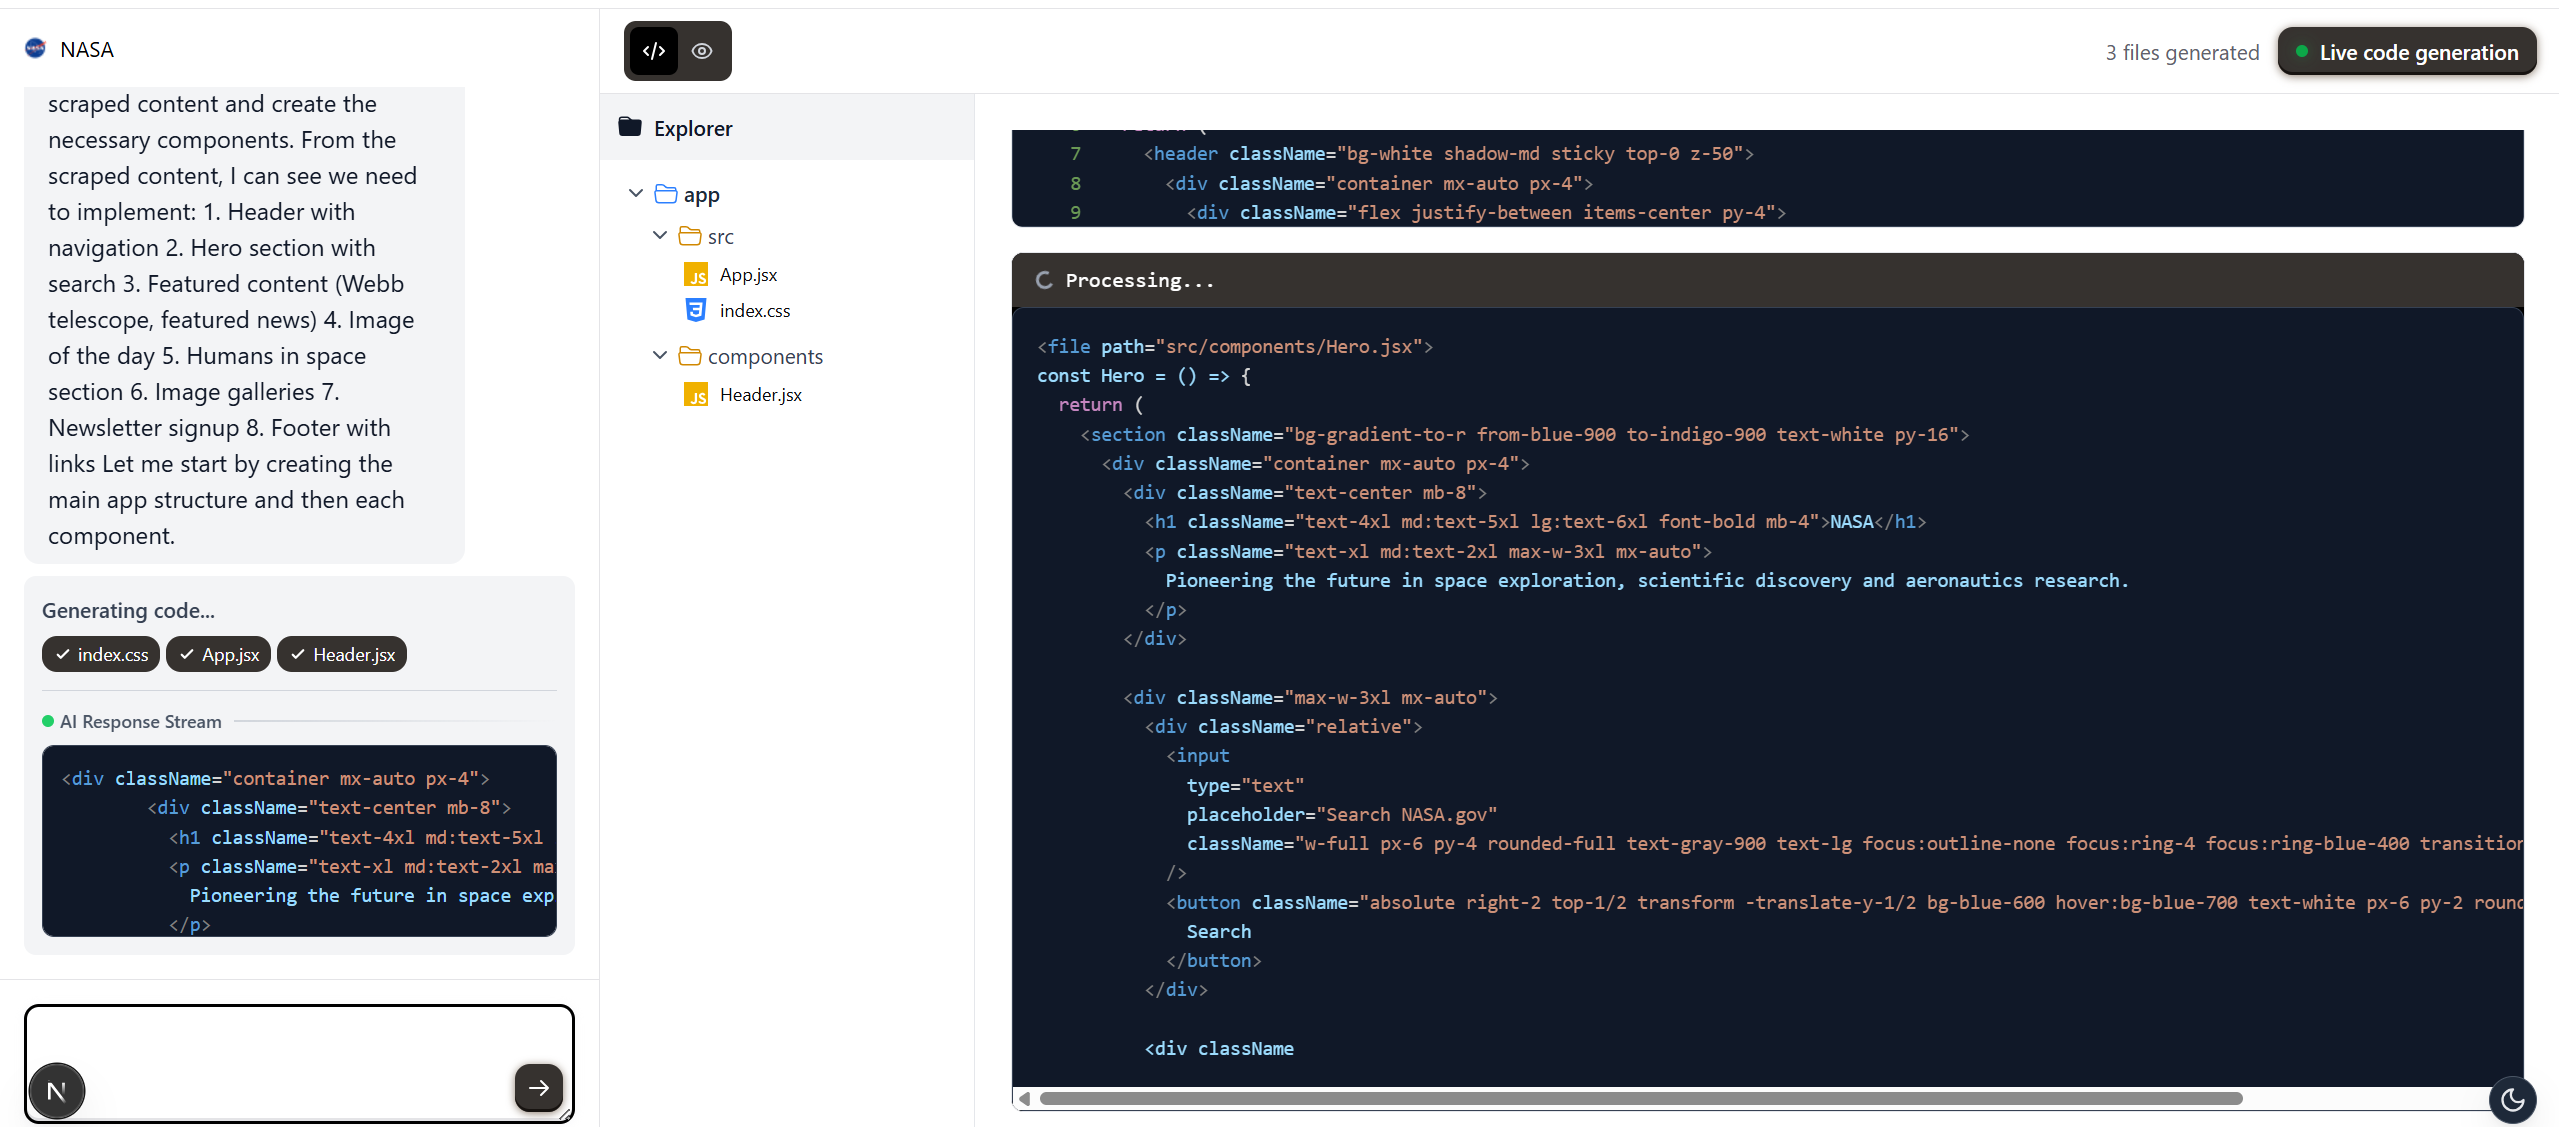 NASA
scraped content and create the
necessary components. From the
scraped content, I can see we need
to implement: 1. Header with
navigation 2. Hero section with
search 3. Featured content (Webb
telescope, featured news) 4. Image
of the day 5. Humans in space
section 6. Image galleries 7.
Newsletter signup 8. Footer with
links Let me start by creating the
main app structure and then each
component.
Generating code...
index.css
App.jsx
Header.jsx
AI Response Stream
<div className="container mx-auto px-4">
<div className="text-center mb-8">
<h1 className="text-4xl md:text-5xl
<p className="text-xl md:text-2xl ma
Pioneering the future in space exp
</p>
N
</>
3 files generated
Live code generation
Explorer
app
src
JS App.jsx
3 index.css
components
JS Header.jsx
7 <header className="bg-white shadow-md sticky top-0 z-50">
8 <div className="container mx-auto px-4">
9 <div className="flex justify-between items-center py-4">
Processing...
<file path="src/components/Hero.jsx">
const Hero = () => {
return (
<section className="bg-gradient-to-r from-blue-900 to-indigo-900 text-white py-16">
<div className="container mx-auto px-4">
<div className="text-center mb-8">
<h1 className="text-4xl md:text-5xl lg:text-6xl font-bold mb-4">NASA</h1>
<p className="text-xl md:text-2xl max-w-3xl mx-auto">
Pioneering the future in space exploration, scientific discovery and aeronautics research.
</p>
</div>
<div className="max-w-3xl mx-auto">
<div className="relative">
<input
type="text"
placeholder="Search NASA.gov"
className="w-full px-6 py-4 rounded-full text-gray-900 text-lg focus:outline-none focus:ring-4 focus:ring-blue-400 transition
/>
<button className="absolute right-2 top-1/2 transform -translate-y-1/2 bg-blue-600 hover:bg-blue-700 text-white px-6 py-2 roun
Search
</button>
</div>
<div className